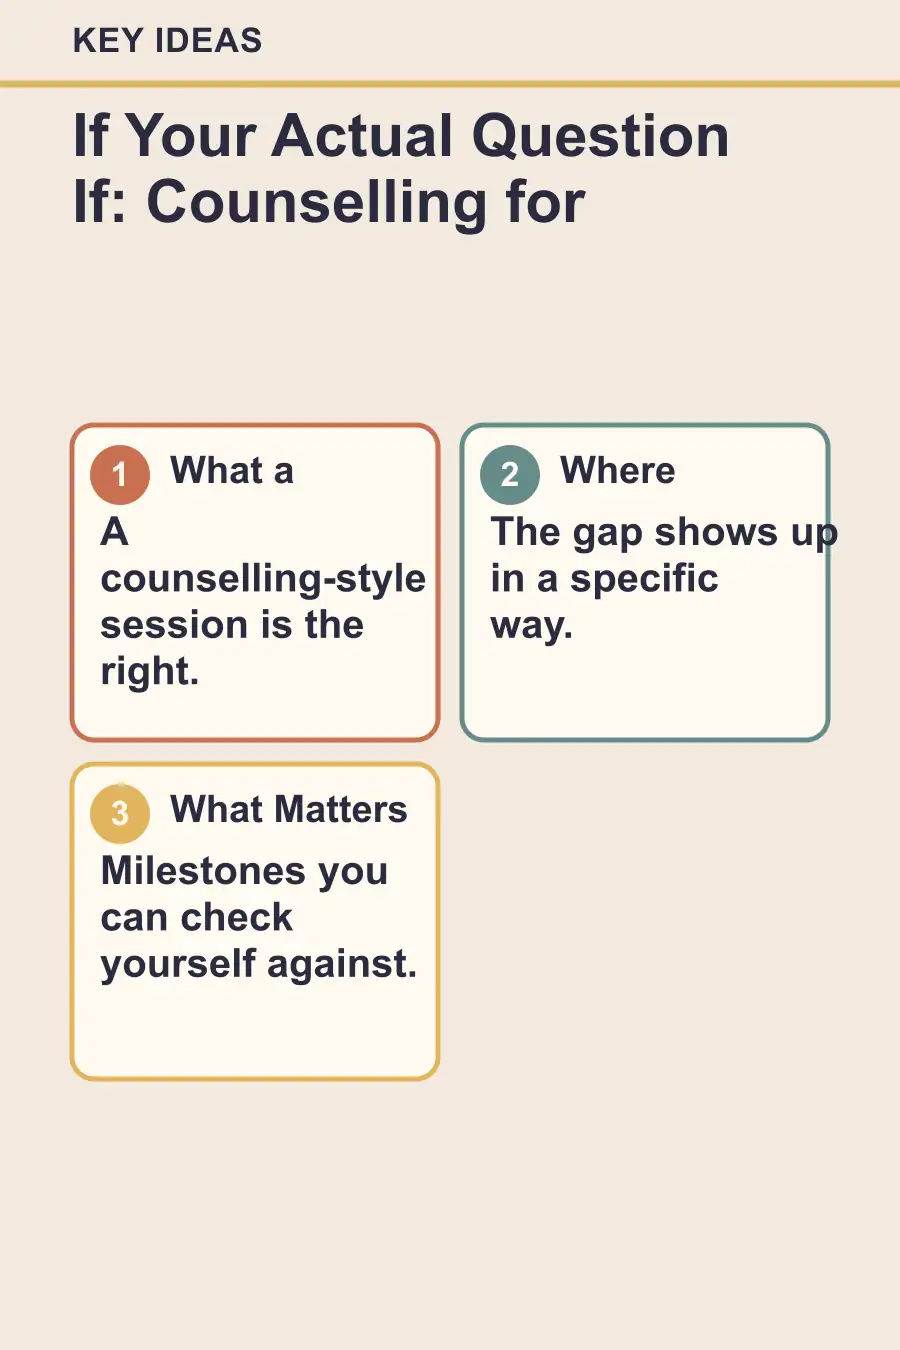 KEY IDEAS
If Your Actual Question
If: Counselling for
1 What a
A
counselling-style
session is the
right.
2 Where
The gap shows up
in a specific
way.
3 What Matters
Milestones you
can check
yourself against.